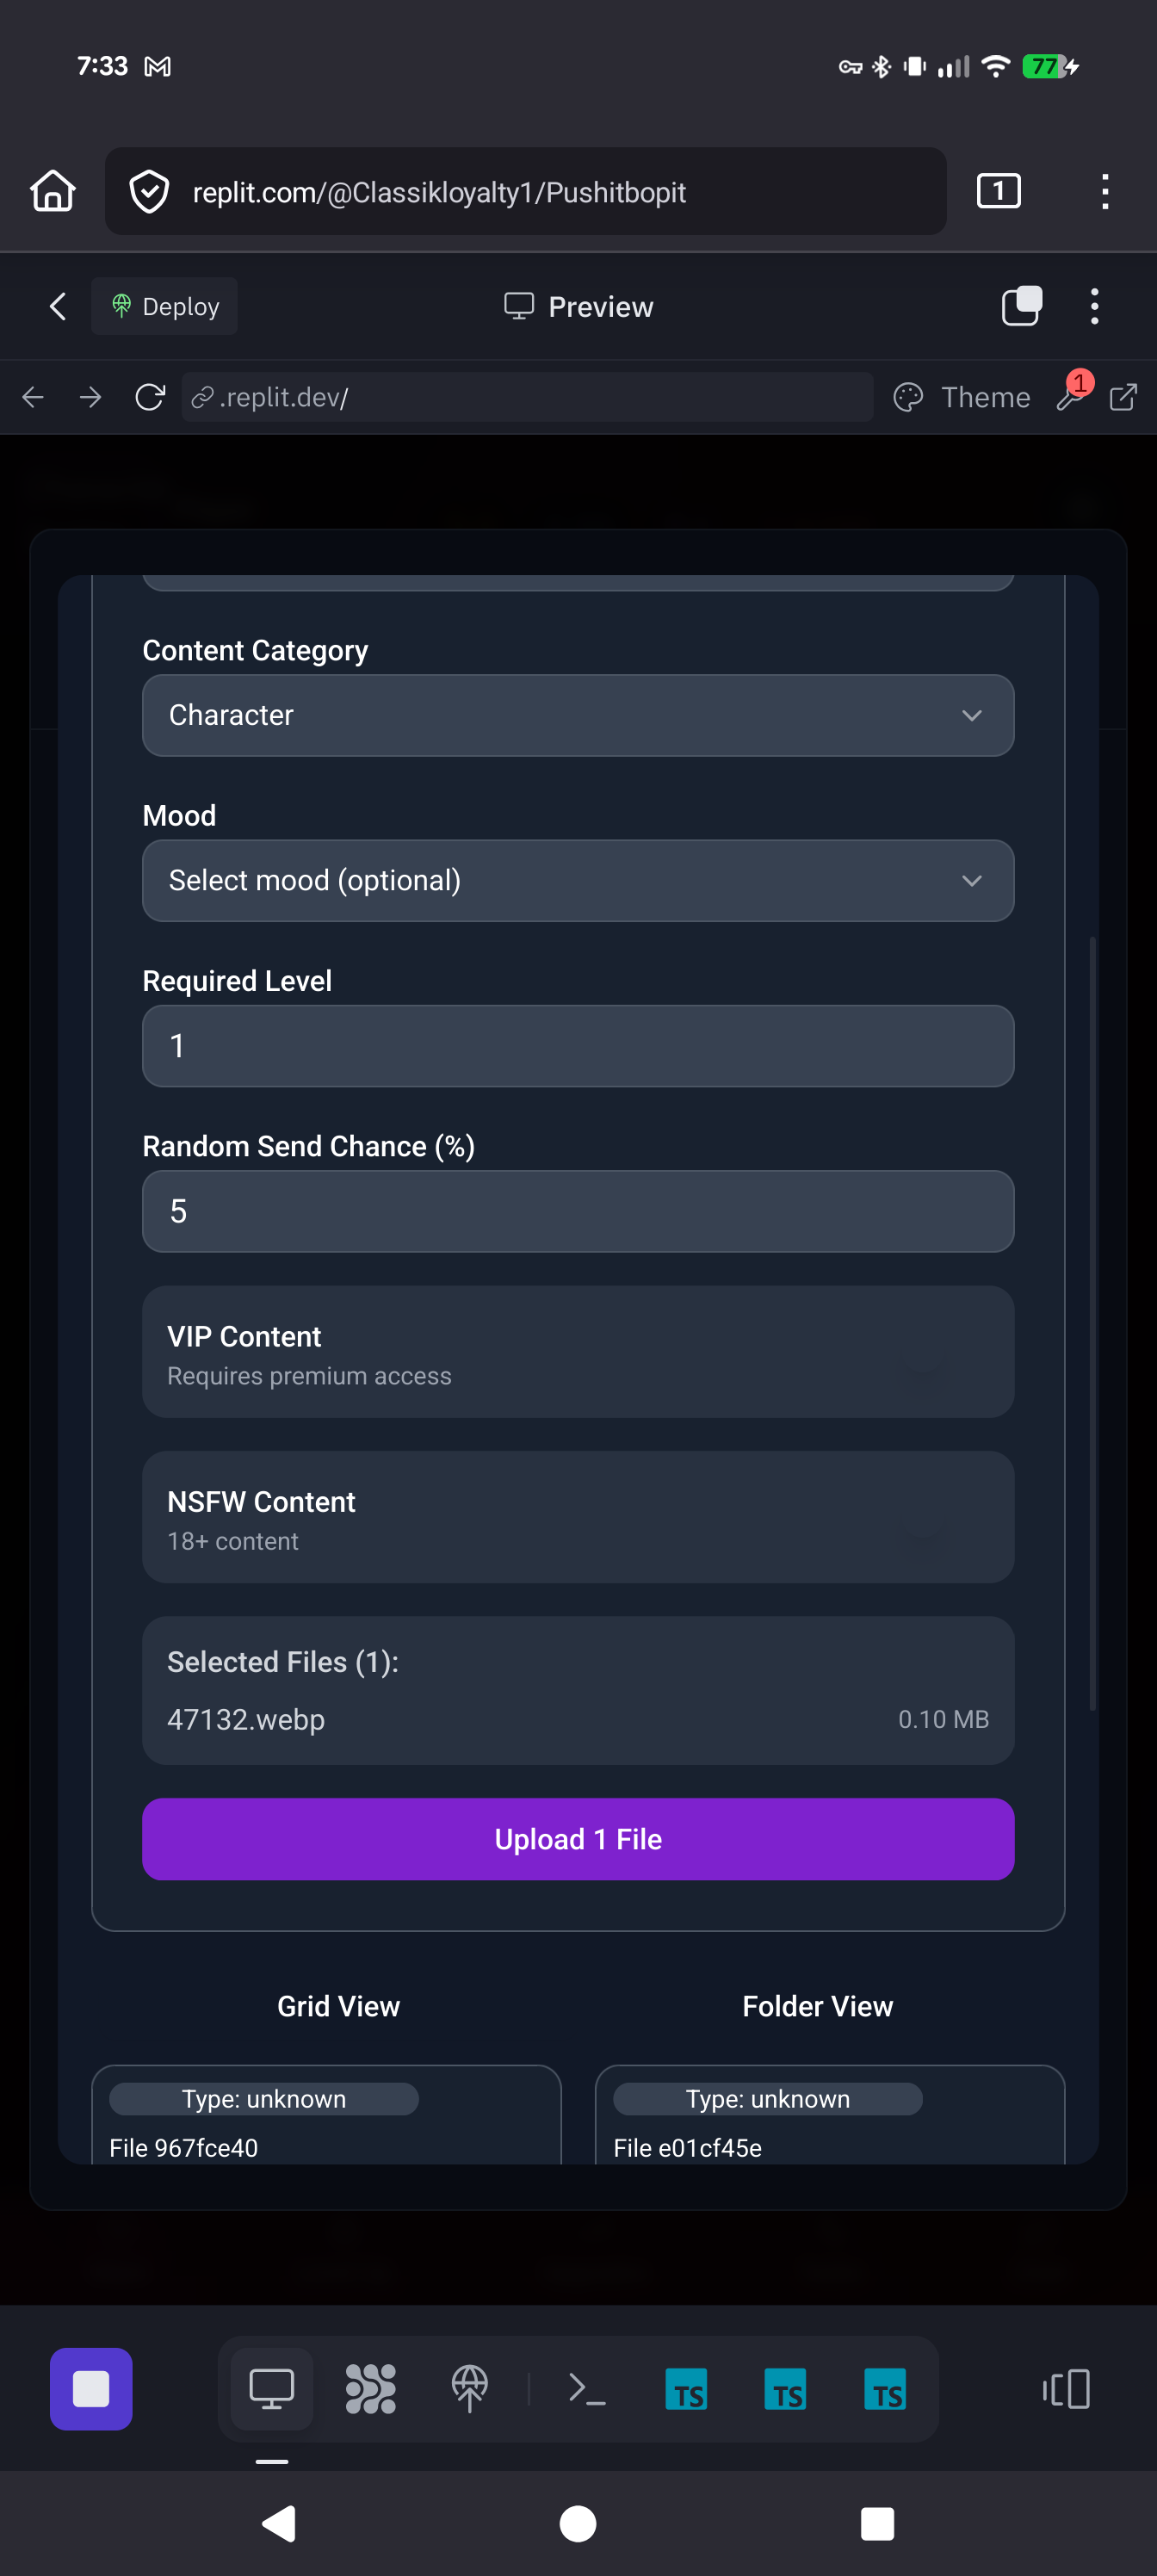 7:33
77
replit.com/@Classikloyalty1/Pushitbopit
1
Deploy
Preview
.replit.dev/
Theme
1
Content Category
Character
Mood
Select mood (optional)
Required Level
1
Random Send Chance (%)
5
VIP Content
Requires premium access
NSFW Content
18+ content
Selected Files (1):
47132.webp
0.10 MB
Upload 1 File
Grid View
Folder View
Type: unknown
Type: unknown
File 967fce40
File e01cf45e
TS
TS
TS